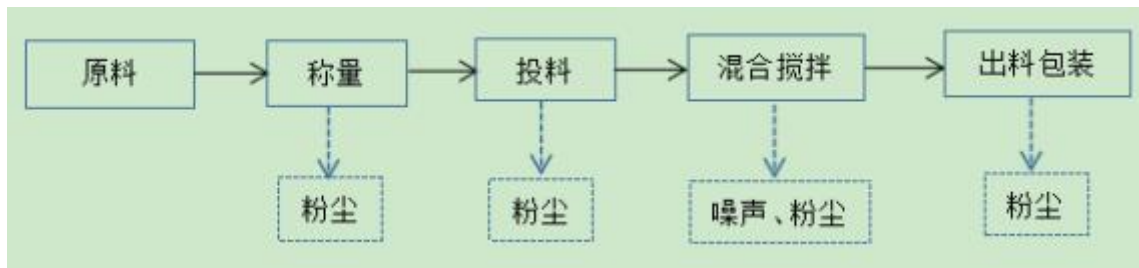 原料
称量
投料
混合搅拌
出料包装
粉尘
粉尘
噪声、粉尘
粉尘